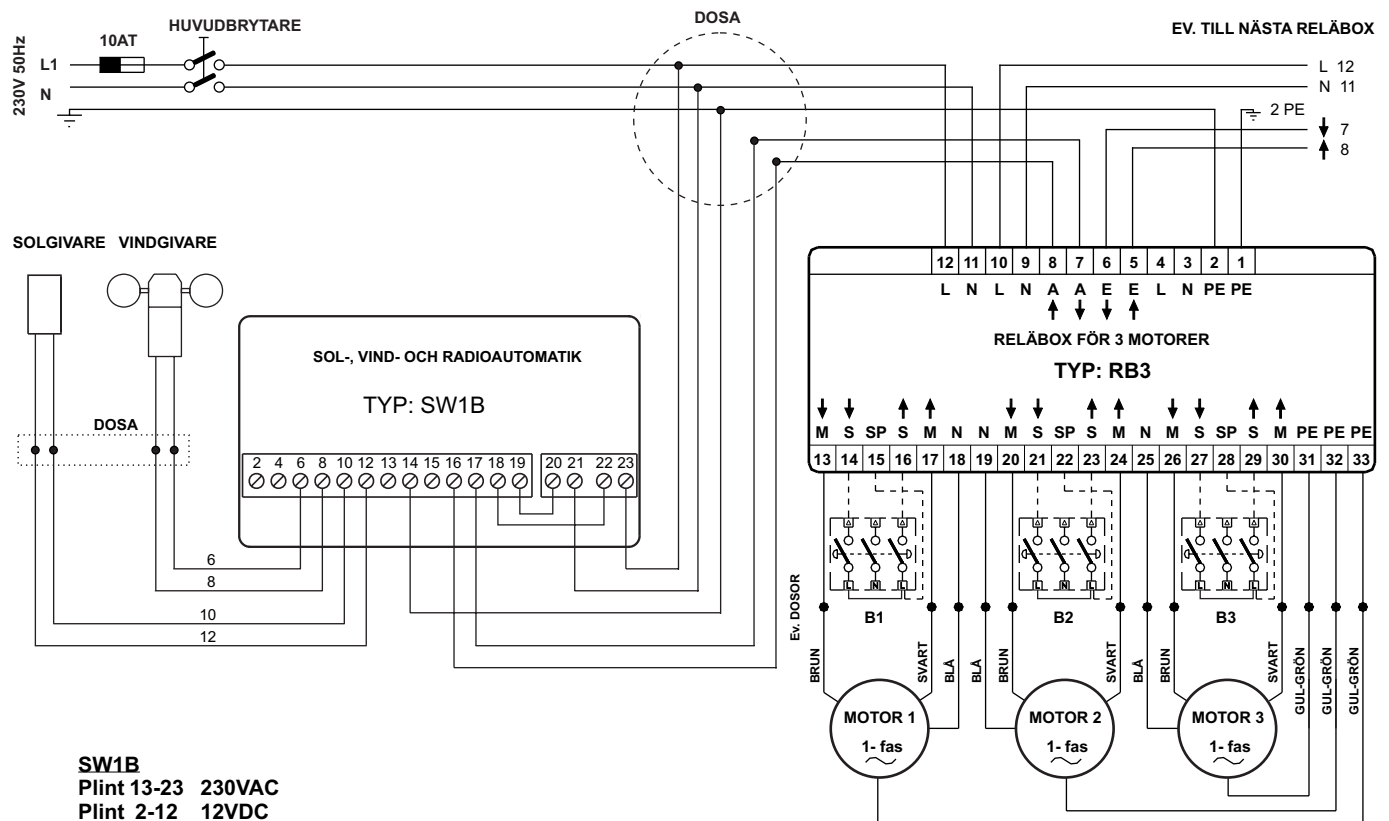 HUVUDBRYTARE
DOSA
EV. TILL NÄSTA RELÄBOX
10AT
230V 50Hz
L1
N
L 12
N 11
2 PE
7
8
SOLGIVARE VINDGIVARE
12 11 10 9 8 7 6 5 4 3 2 1
L N L N A A E E L N PE PE
RELÄBOX FÖR 3 MOTORER
TYP: RB3
SOL-, VIND- OCH RADIOAUTOMATIK
TYP: SW1B
DOSA
M S SP S M N N M S SP S M N M S SP S M PE PE PE
13 14 15 16 17 18 19 20 21 22 23 24 25 26 27 28 29 30 31 32 33
2 4 6 8 10 12 13 14 15 16 17 18 19 20 21 22 23
6
8
10
12
L N L
L N L
L N L
Ev. DOSOR
B1
B2
B3
BRUN
SVART
BLÅ
BLÅ
BRUN
SVART
BLÅ
BRUN
SVART
GUL-GRÖN
GUL-GRÖN
GUL-GRÖN
MOTOR 1
1- fas
MOTOR 2
1- fas
MOTOR 3
1- fas
SW1B
Plint 13-23 230VAC
Plint 2-12 12VDC